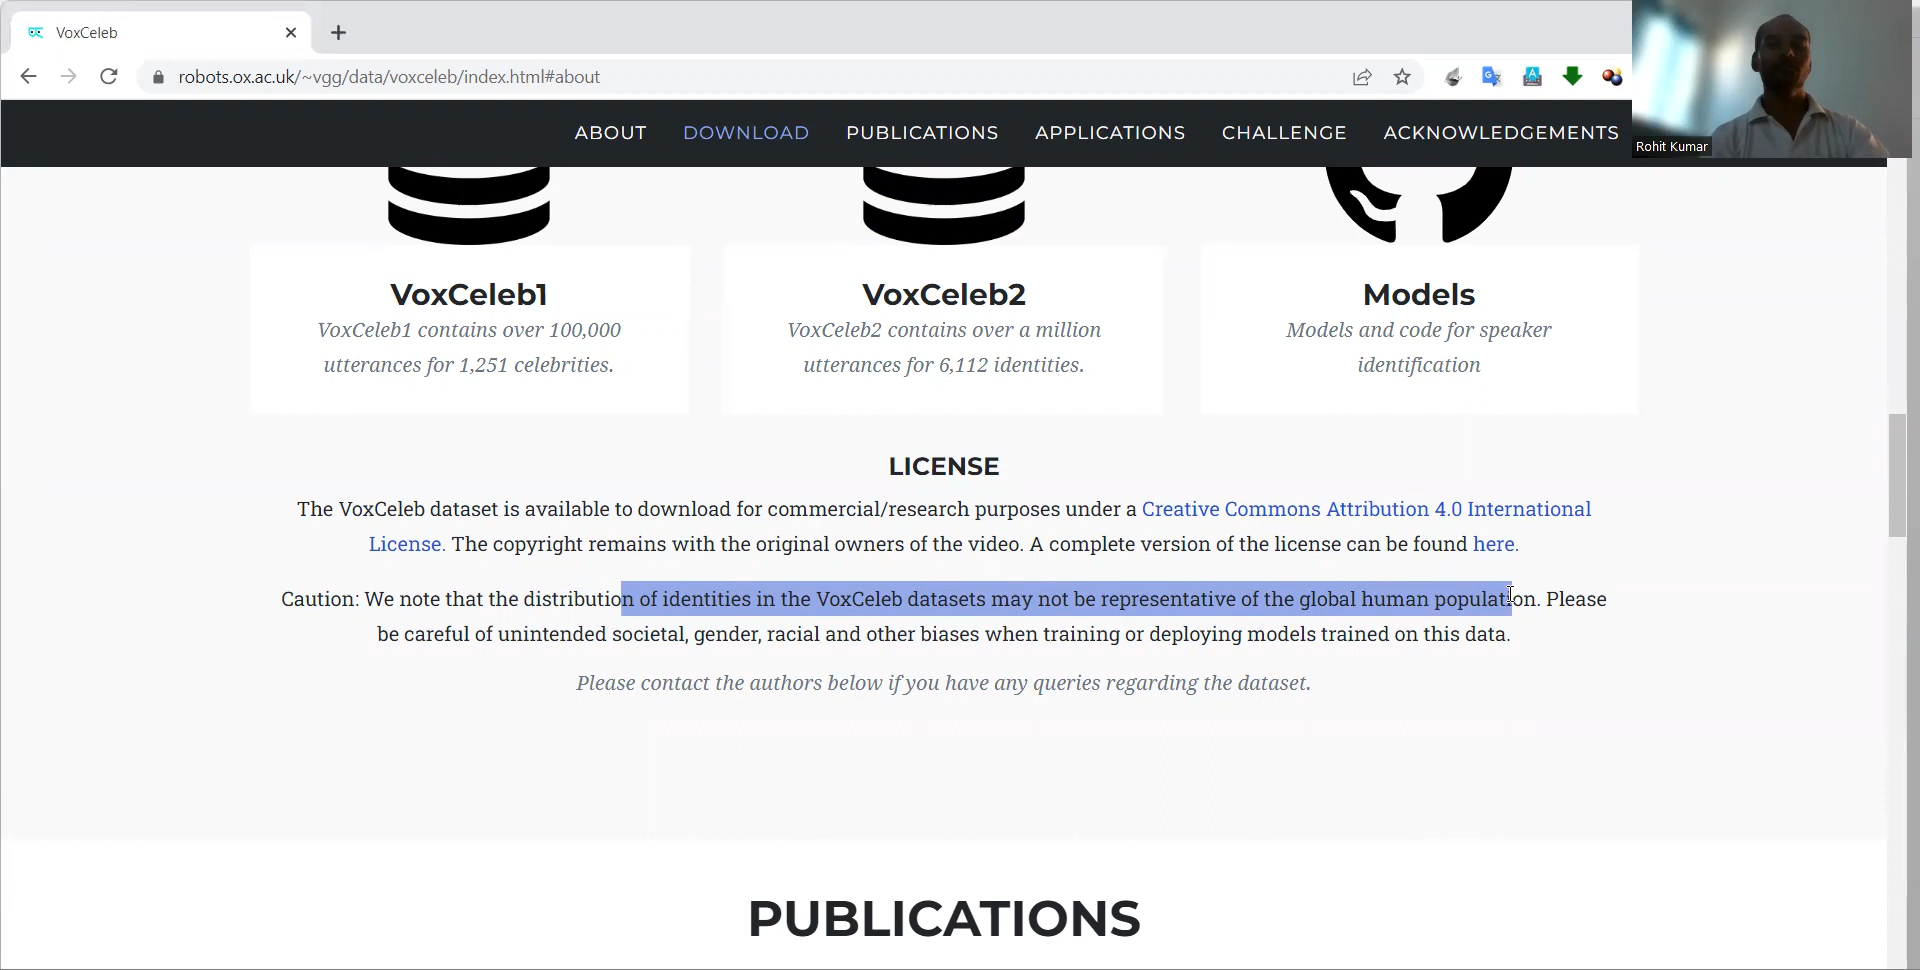 VoxCeleb
robots.ox.ac.uk/~vgg/data/voxceleb/index.html#about
ABOUT DOWNLOAD PUBLICATIONS APPLICATIONS CHALLENGE ACKNOWLEDGEMENTS
Rohit Kumar
VoxCeleb1
VoxCeleb1 contains over 100,000
utterances for 1,251 celebrities.
VoxCeleb2
VoxCeleb2 contains over a million
utterances for 6,112 identities.
Models
Models and code for speaker
identification
LICENSE
The VoxCeleb dataset is available to download for commercial/research purposes under a Creative Commons Attribution 4.0 International
License. The copyright remains with the original owners of the video. A complete version of the license can be found here.
Caution: We note that the distribution of identities in the VoxCeleb datasets may not be representative of the global human population. Please
be careful of unintended societal, gender, racial and other biases when training or deploying models trained on this data.
Please contact the authors below if you have any queries regarding the dataset.
PUBLICATIONS